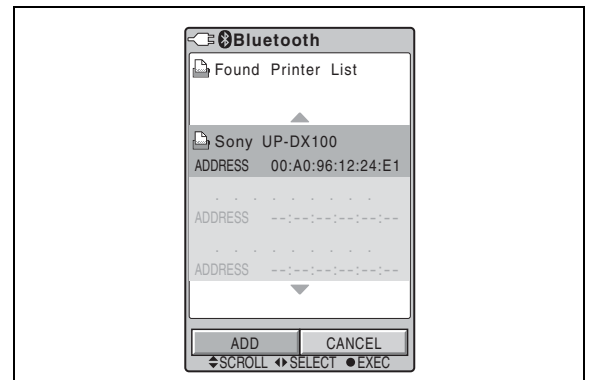 Bluetooth
Found Printer List
Sony UP-DX100
ADDRESS 00:A0:96:12:24:E1
. . . . . . . . .
ADDRESS --:--:--:--:--:--
. . . . . . . . .
ADDRESS --:--:--:--:--:--
ADD CANCEL
SCROLL SELECT EXEC